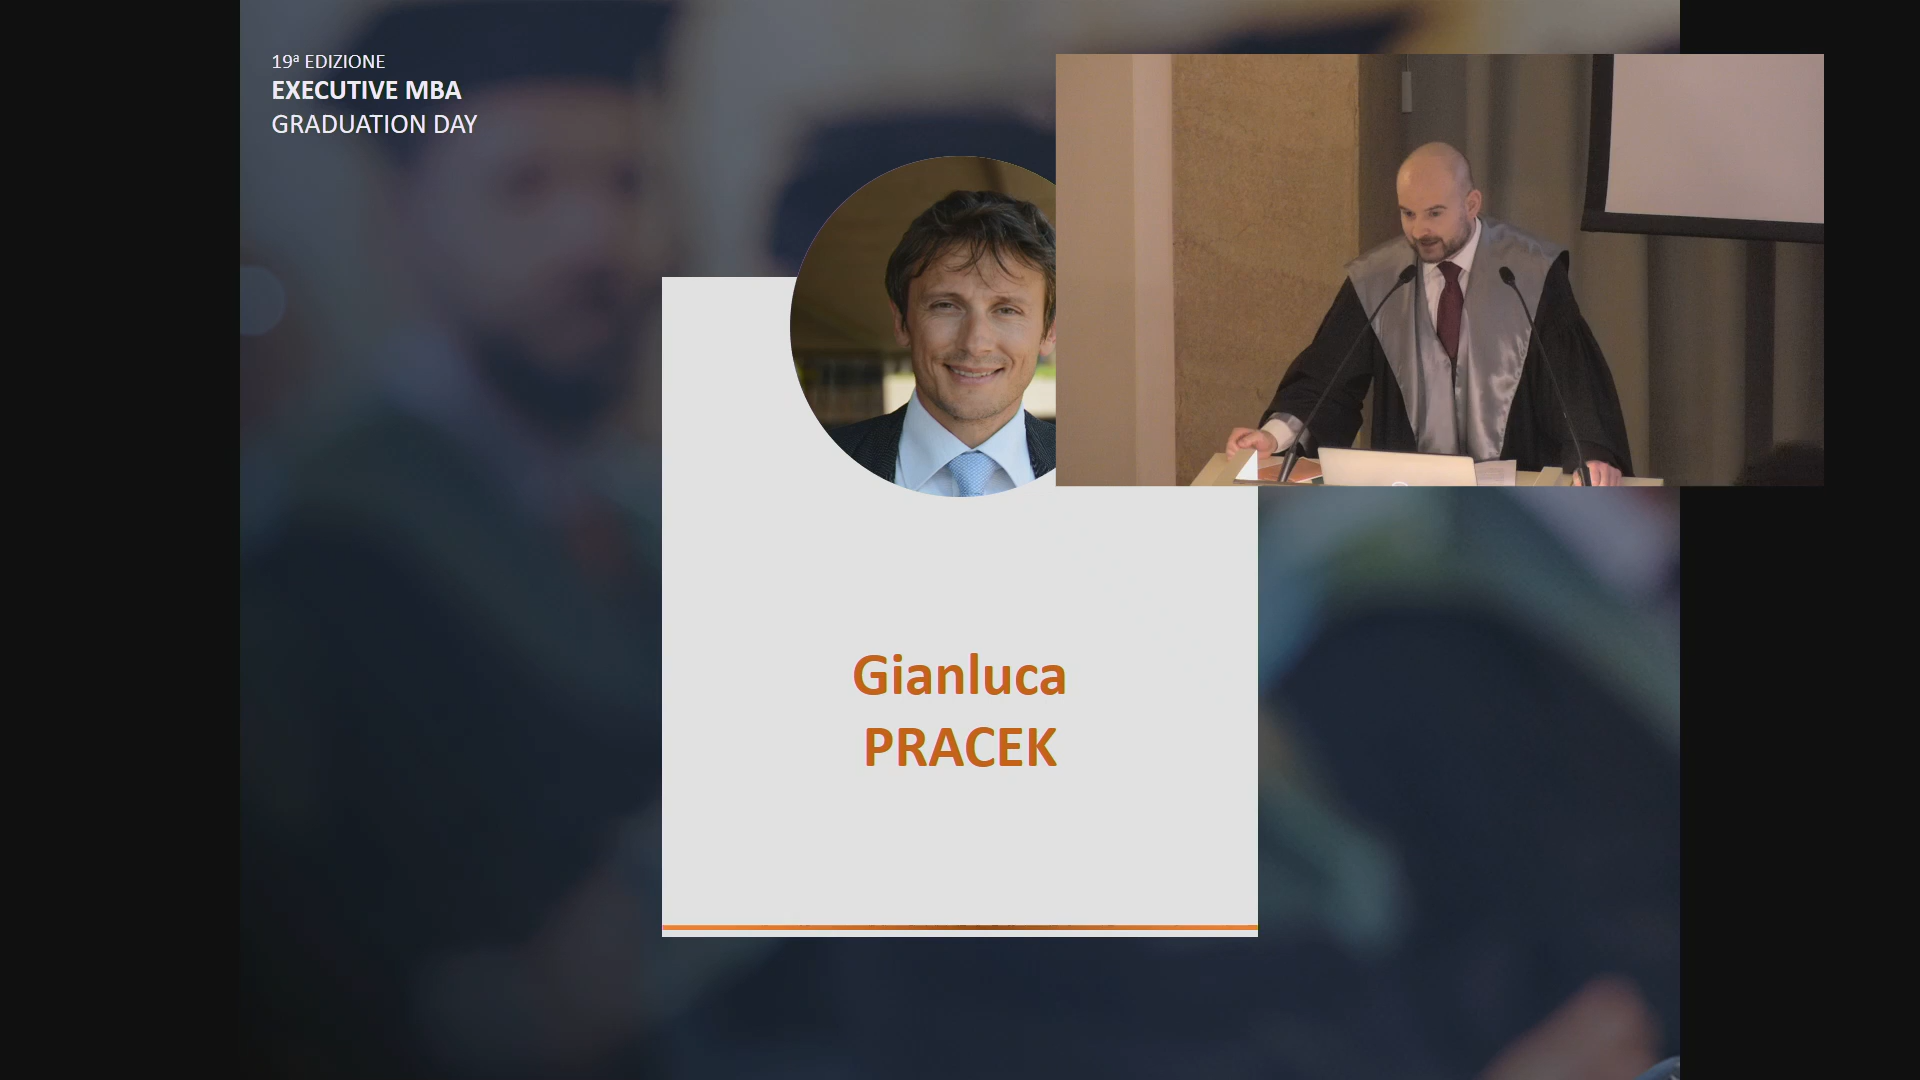 19ª EDIZIONE
EXECUTIVE MBA
GRADUATION DAY
Gianluca
PRACEK